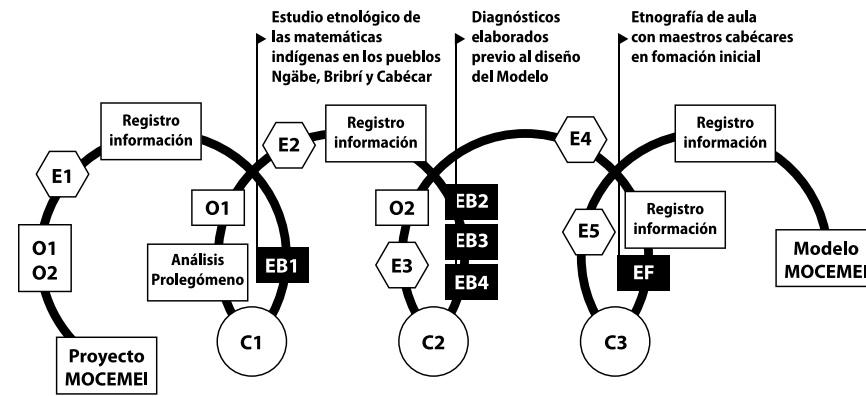 Estudio etnológico de
las matemáticas
indígenas en los pueblos
Ngäbe, Bribrí y Cabécar
Diagnósticos
elaborados
previo al diseño
del Modelo
Etnografía de aula
con maestros cabécares
en fomación inicial
Registro
información
E1
O1
O2
Proyecto
MOCEMEI
E2
Registro
información
O1
Análisis
Prolegómeno
EB1
C1
O2
E3
EB2
EB3
EB4
C2
E4
Registro
información
E5
Registro
información
EF
C3
Modelo
MOCEMEI